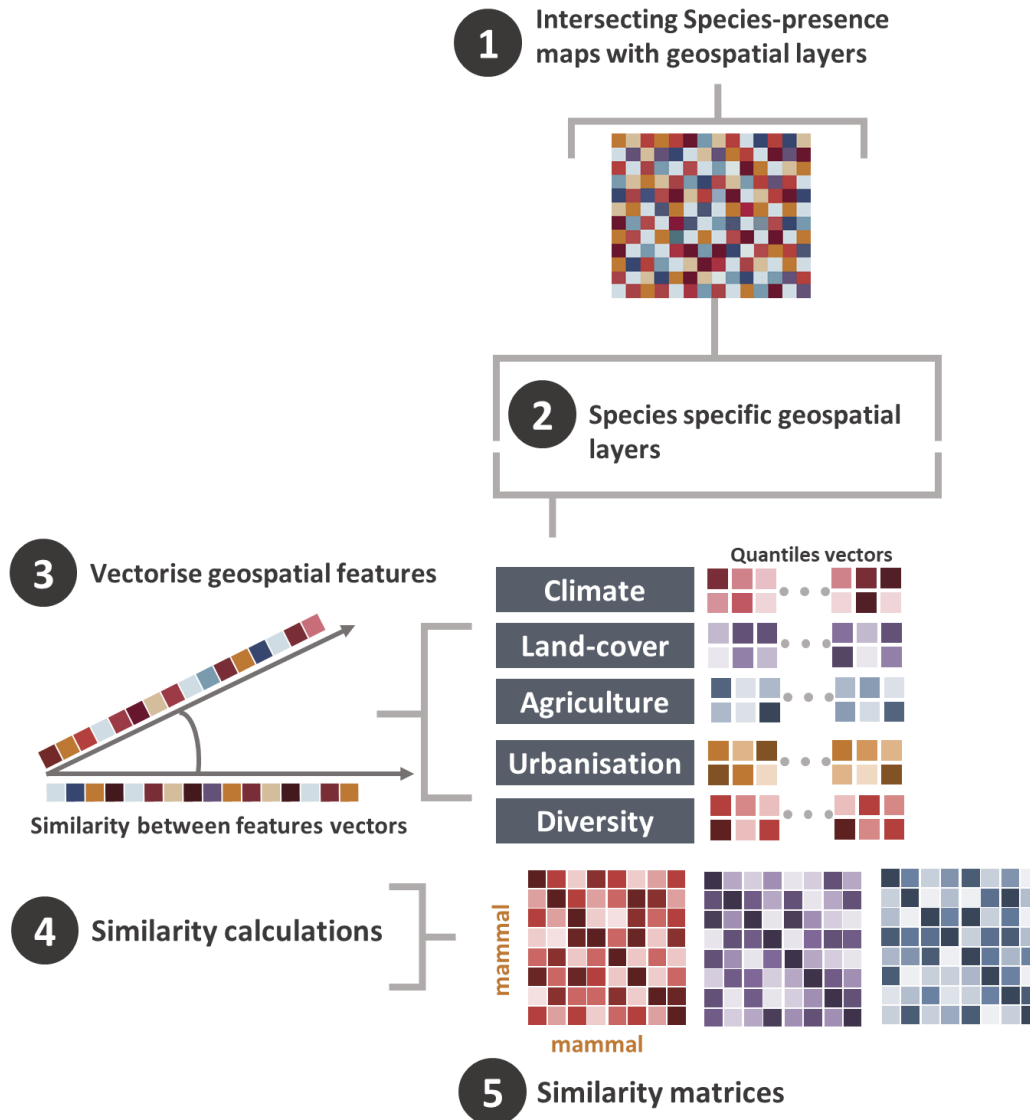 1
Intersecting Species-presence
maps with geospatial layers
2
Species specific geospatial
layers
3
Vectorise geospatial features
Similarity between features vectors
Quantiles vectors
Climate
Land-cover
Agriculture
Urbanisation
Diversity
4
Similarity calculations
mammal
mammal
5
Similarity matrices